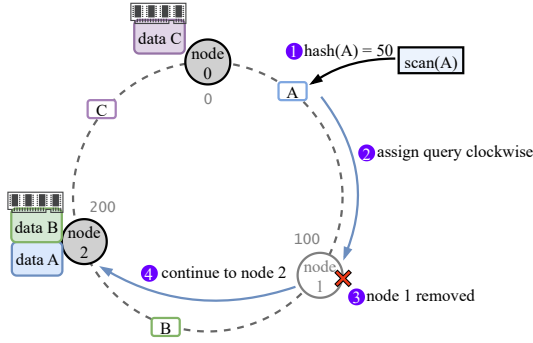 data C
node
0
0
1 hash(A) = 50
scan(A)
A
C
2 assign query clockwise
200
data B
data A
node
2
100
node
1
4 continue to node 2
3 node 1 removed
B